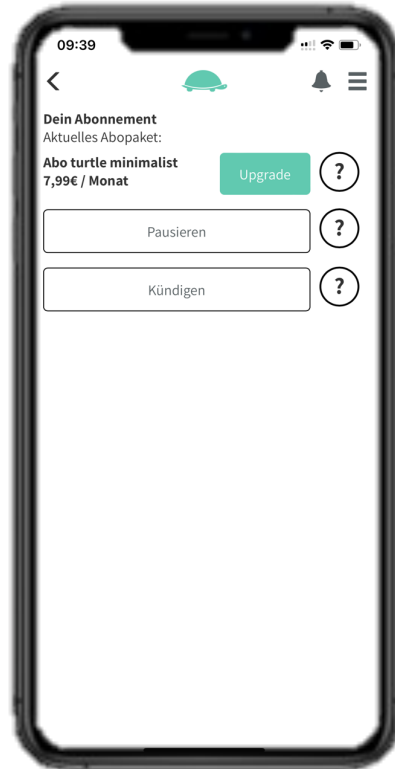 09:39
Dein Abonnement
Aktuelles Abopaket:
Abo turtle minimalist
7,99€ / Monat
Upgrade
?
Pausieren
?
Kündigen
?